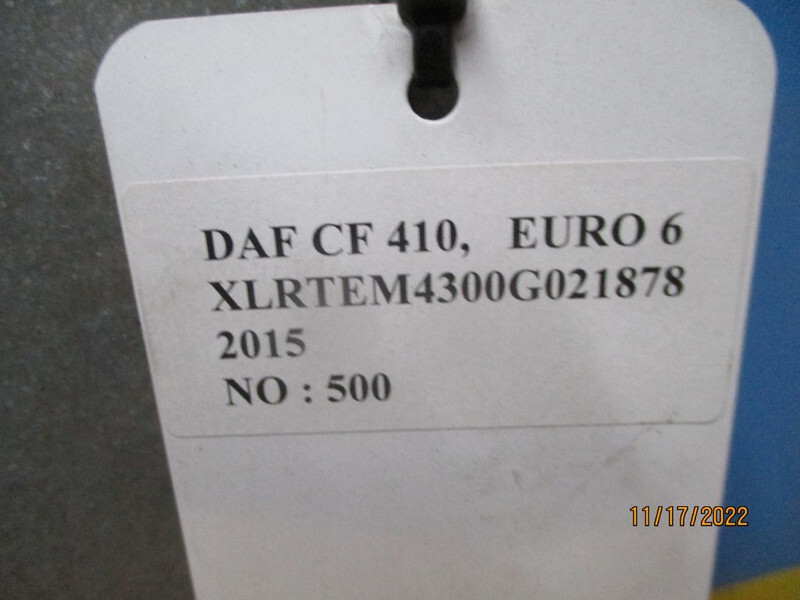 DAF CF 410, EURO 6
XLRTEM4300G021878
2015
NO : 500
11/17/2022